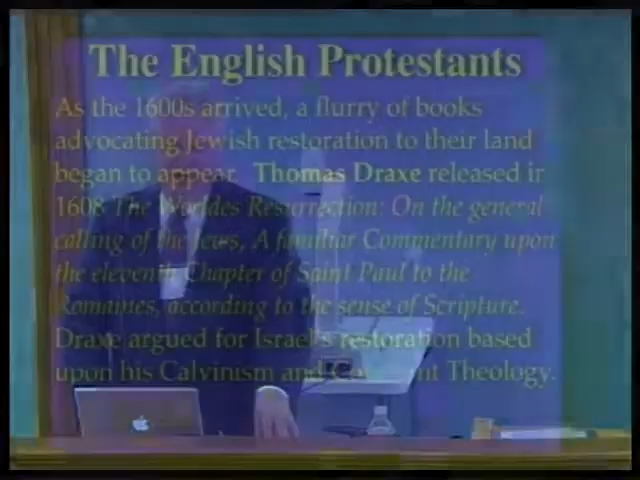 The English Protestants
As the 1600s arrived, a flurry of books
advocating Jewish restoration to their land
began to appear. Thomas Draxe released in
1608 The Worldes Resurrection: On the general
calling of the Jews, A familiar Commentary upon
the eleventh Chapter of Saint Paul to the
Romaines, according to the sense of Scripture.
Draxe argued for Israel's restoration based
upon his Calvinism and Covenant Theology.